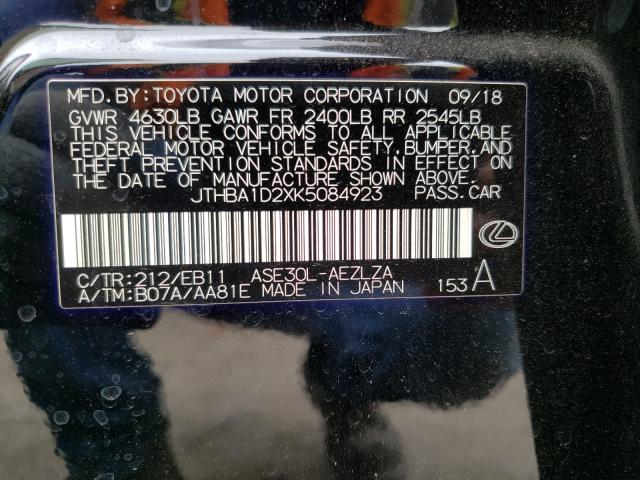 MFD. BY: TOYOTA MOTOR CORPORATION 09/18
GVWR 4630LB GAWR FR 2400LB RR 2545LB
THIS VEHICLE CONFORMS TO ALL APPLICABLE
FEDERAL MOTOR VEHICLE SAFETY, BUMPER, AND
THEFT PREVENTION STANDARDS IN EFFECT ON
THE DATE OF MANUFACTURE SHOWN ABOVE.
JTHBA1D2XK5084923 PASS. CAR
C/TR: 212/EB11 ASE30L-AEZLZA
A/TM: B07A/AA81E MADE IN JAPAN 153 A